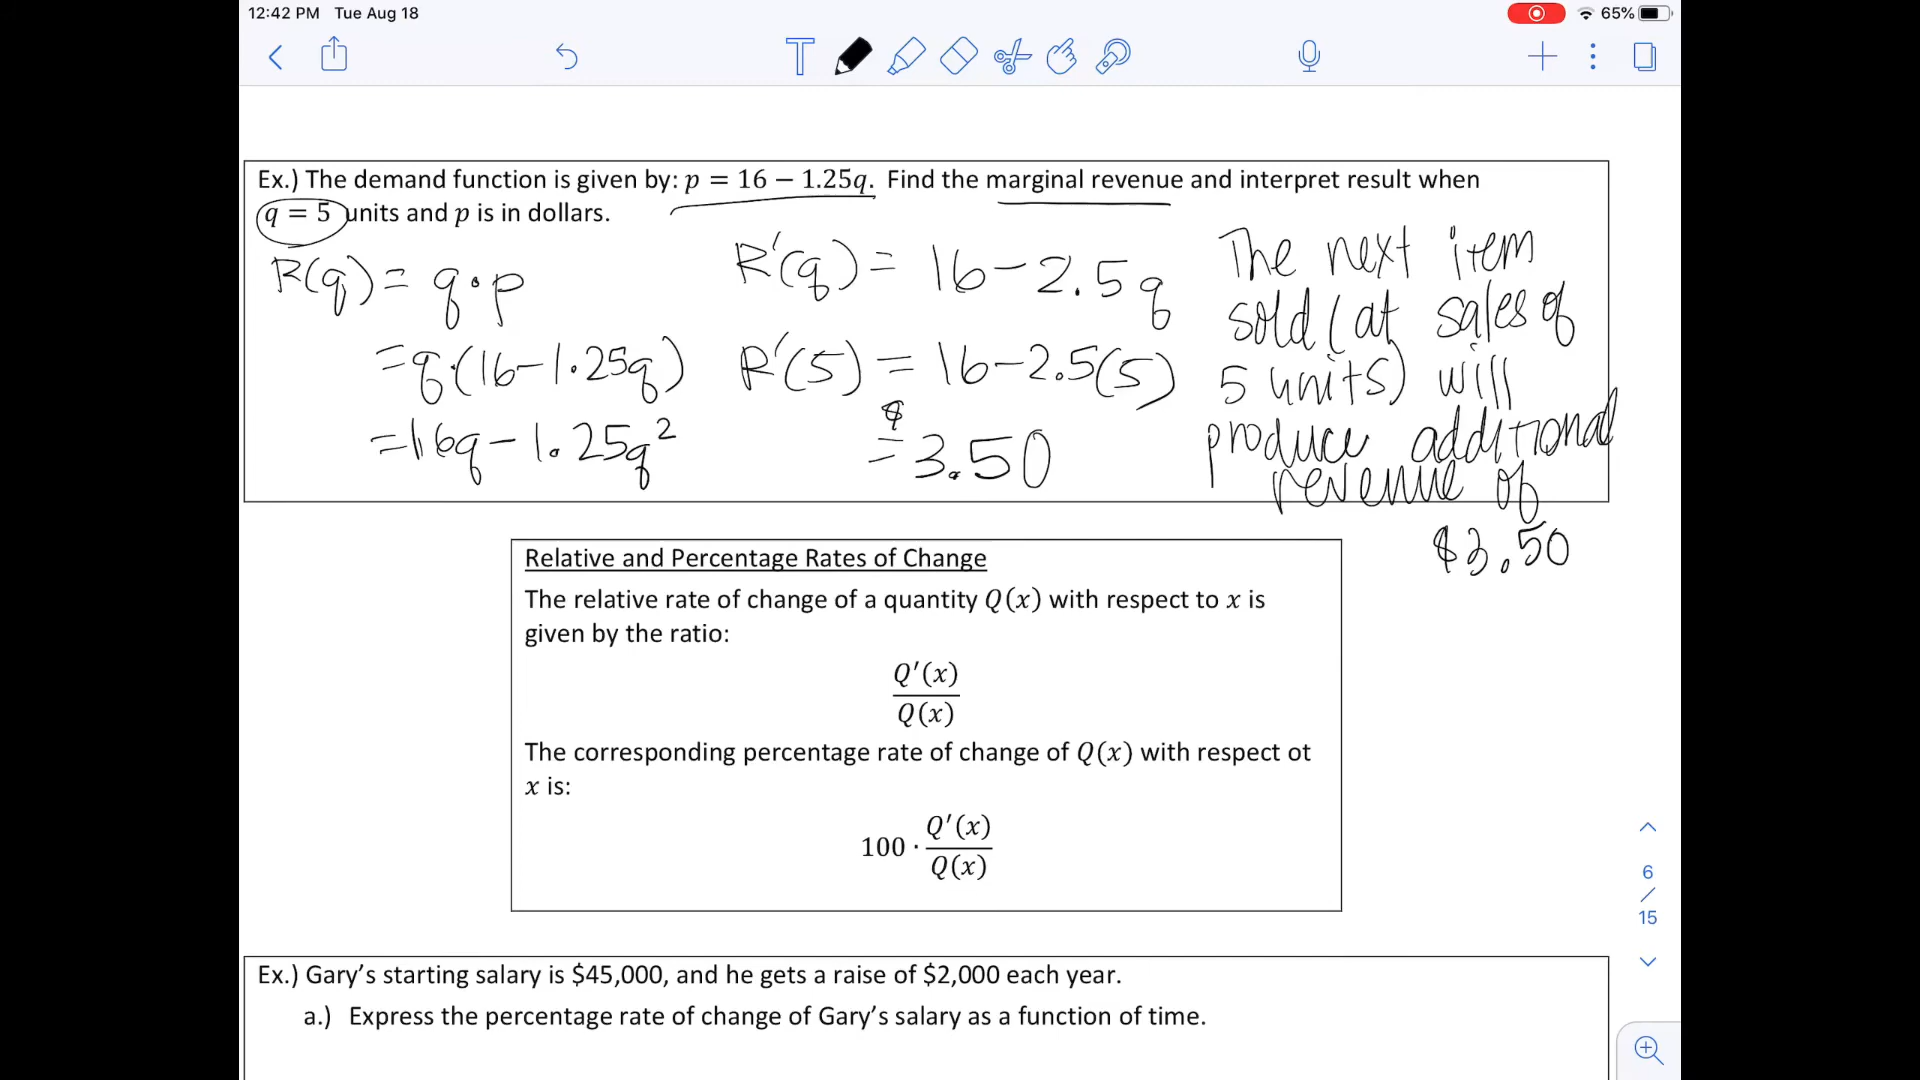 12:42 PM Tue Aug 18
65%
T
Ex.) The demand function is given by: p = 16 − 1.25q. Find the marginal revenue and interpret result when
q = 5 units and p is in dollars.
R(q) = q·p
= q·(16-1.25q)
= 16q - 1.25q²
R'(q) = 16 - 2.5q
R'(5) = 16-2.5(5)
= $3.50
The next item
sold (at sales of
5 units) will
produce additional
revenue of
$3.50
Relative and Percentage Rates of Change
The relative rate of change of a quantity Q(x) with respect to x is
given by the ratio:
Q′(x)
Q(x)
The corresponding percentage rate of change of Q(x) with respect ot
x is:
100 · Q′(x)
Q(x)
6
/
15
Ex.) Gary’s starting salary is $45,000, and he gets a raise of $2,000 each year.
a.) Express the percentage rate of change of Gary’s salary as a function of time.